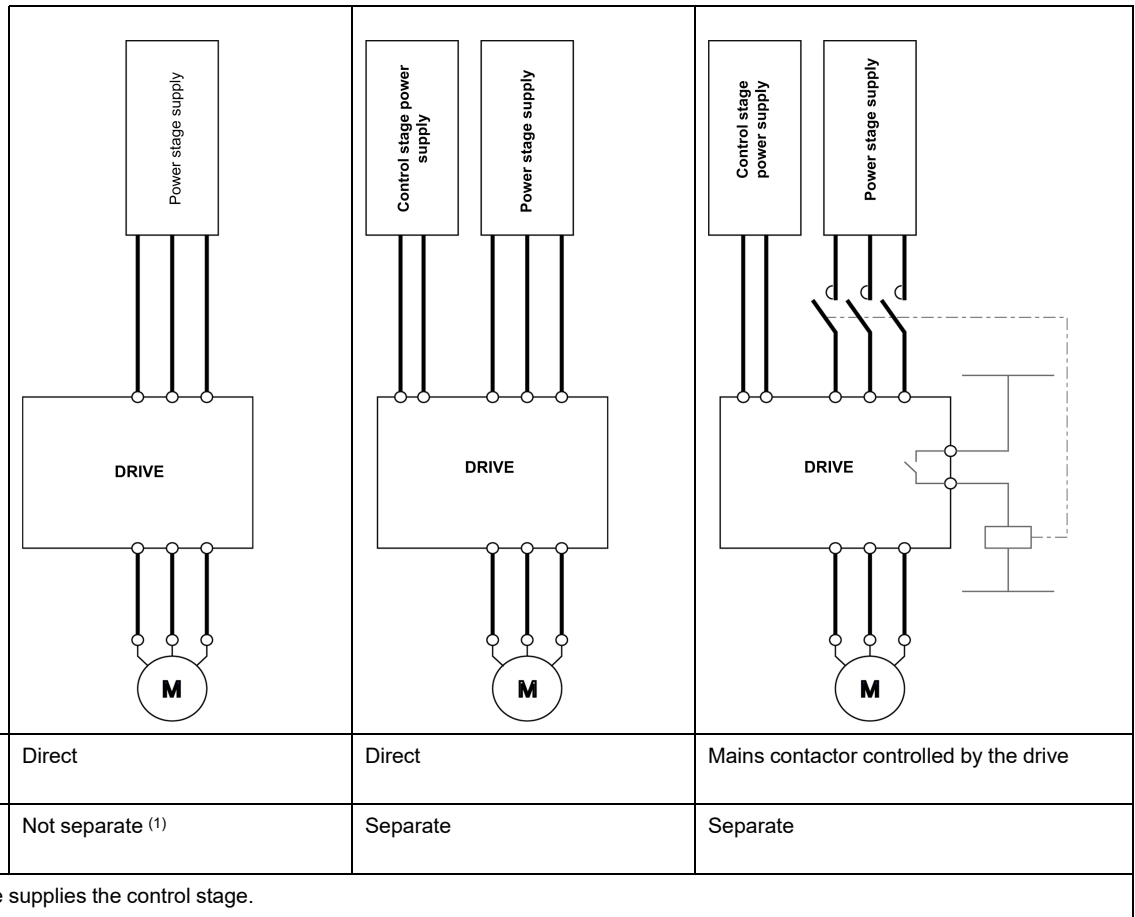 Power stage supply
Control stage power
supply
Power stage supply
Control stage
power supply
Power stage supply
DRIVE
DRIVE
DRIVE
M
M
M
Direct
Direct
Mains contactor controlled by the drive
Not separate (1)
Separate
Separate
supplies the control stage.